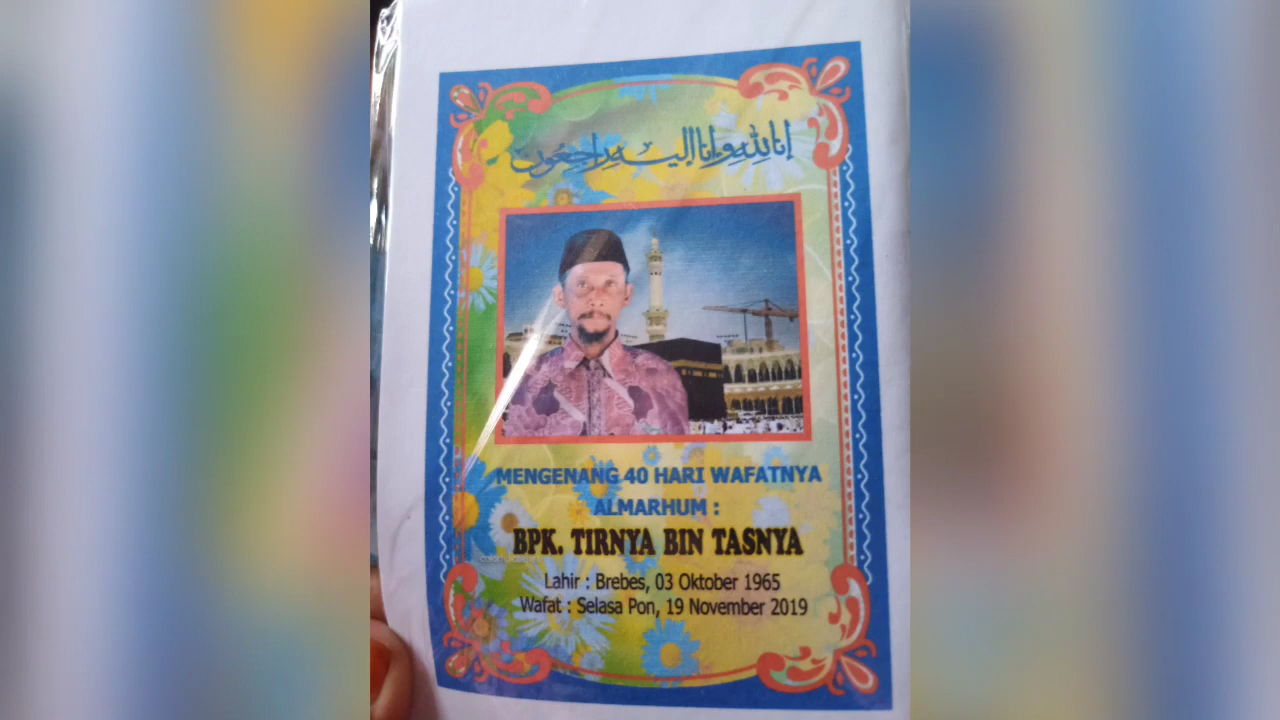 إنا لله وإنا إليه راجعون
MENGENANG 40 HARI WAFATNYA
ALMARHUM :
BPK. TIRNYA BIN TASNYA
Lahir : Brebes, 03 Oktober 1965
Wafat : Selasa Pon, 19 November 2019